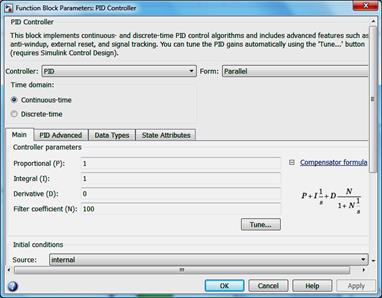 Function Block Parameters: PID Controller
PID Controller
This block implements continuous- and discrete-time PID control algorithms and includes advanced features such as
anti-windup, external reset, and signal tracking. You can tune the PID gains automatically using the 'Tune...' button
(requires Simulink Control Design).
Controller: PID Form: Parallel
Time domain:
Continuous-time
Discrete-time
Main PID Advanced Data Types State Attributes
Controller parameters
Proportional (P): 1
Compensator formula
Integral (I): 1
Derivative (D): 0
P+I 1/s +D N/(1+N 1/s)
Filter coefficient (N): 100
Tune...
Initial conditions
Source: internal
OK Cancel Help Apply